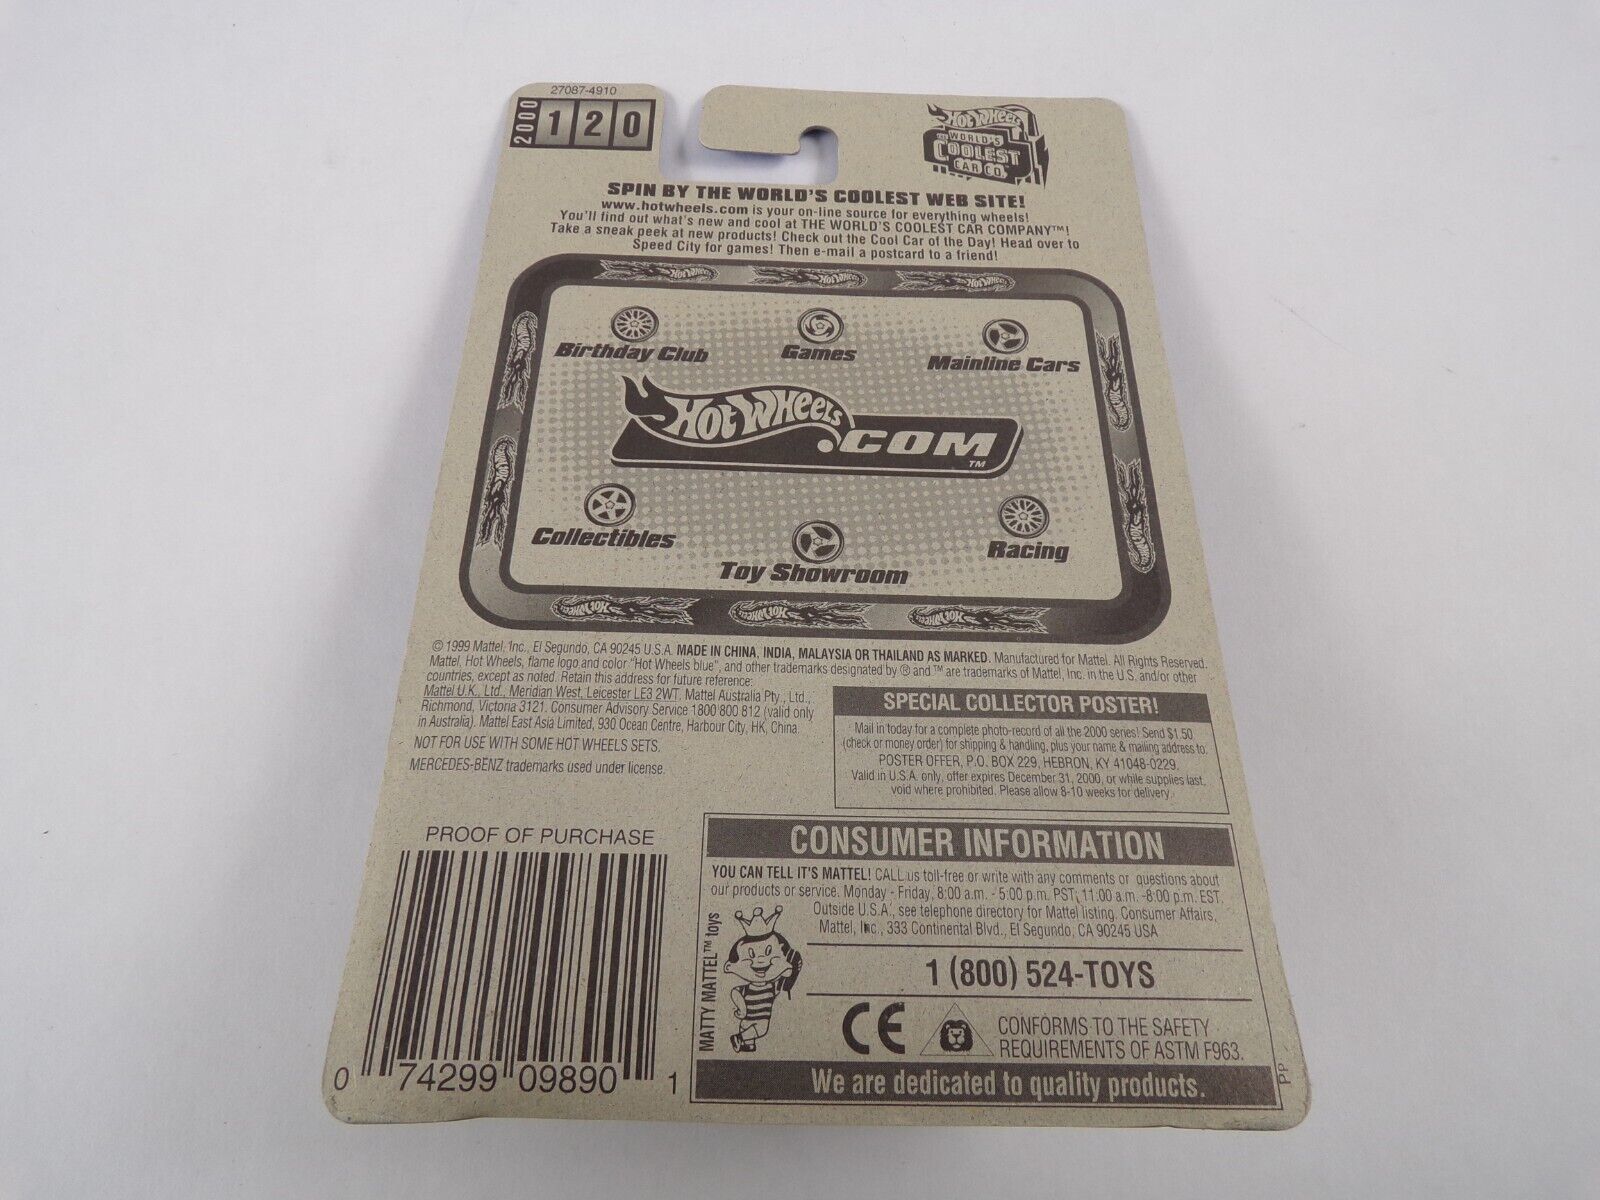 27087-4910
2000
1 2 0
Hot Wheels
THE WORLD'S
COOLEST
CAR CO.
SPIN BY THE WORLD'S COOLEST WEB SITE!
www.hotwheels.com is your on-line source for everything wheels!
You'll find out what's new and cool at THE WORLD'S COOLEST CAR COMPANY™!
Take a sneak peek at new products! Check out the Cool Car of the Day! Head over to
Speed City for games! Then e-mail a postcard to a friend!
Hot Wheels Hot Wheels Hot Wheels
Birthday Club
Games
Mainline Cars
Hot Wheels
.COM
TM
Collectibles
Toy Showroom
Racing
Hot Wheels Hot Wheels Hot Wheels
© 1999 Mattel, Inc., El Segundo, CA 90245 U.S.A. MADE IN CHINA, INDIA, MALAYSIA OR THAILAND AS MARKED. Manufactured for Mattel. All Rights Reserved.
Mattel, Hot Wheels, flame logo and color "Hot Wheels blue", and other trademarks designated by ® and ™ are trademarks of Mattel, Inc. in the U.S. and/or other
countries, except as noted. Retain this address for future reference:
Mattel U.K., Ltd., Meridian West, Leicester LE3 2WT. Mattel Australia Pty., Ltd.,
Richmond, Victoria 3121. Consumer Advisory Service 1 800 800 812 (valid only
in Australia). Mattel East Asia Limited, 930 Ocean Centre, Harbour City, HK, China.
NOT FOR USE WITH SOME HOT WHEELS SETS.
MERCEDES-BENZ trademarks used under license.
SPECIAL COLLECTOR POSTER!
Mail in today for a complete photo-record of all the 2000 series! Send $1.50
(check or money order) for shipping & handling, plus your name & mailing address to:
POSTER OFFER, P.O. BOX 229, HEBRON, KY 41048-0229.
Valid in U.S.A. only, offer expires December 31, 2000, or while supplies last,
void where prohibited. Please allow 8-10 weeks for delivery.
PROOF OF PURCHASE
0 74299 09890 1
CONSUMER INFORMATION
YOU CAN TELL IT'S MATTEL! CALL us toll-free or write with any comments or questions about
our products or service. Monday - Friday, 8:00 a.m. - 5:00 p.m. PST; 11:00 a.m. -8:00 p.m. EST.
Outside U.S.A., see telephone directory for Mattel listing. Consumer Affairs,
Mattel, Inc., 333 Continental Blvd., El Segundo, CA 90245 USA
MATTY MATTEL™ toys
1 (800) 524-TOYS
CE
CONFORMS TO THE SAFETY
REQUIREMENTS OF ASTM F963.
We are dedicated to quality products.
PP